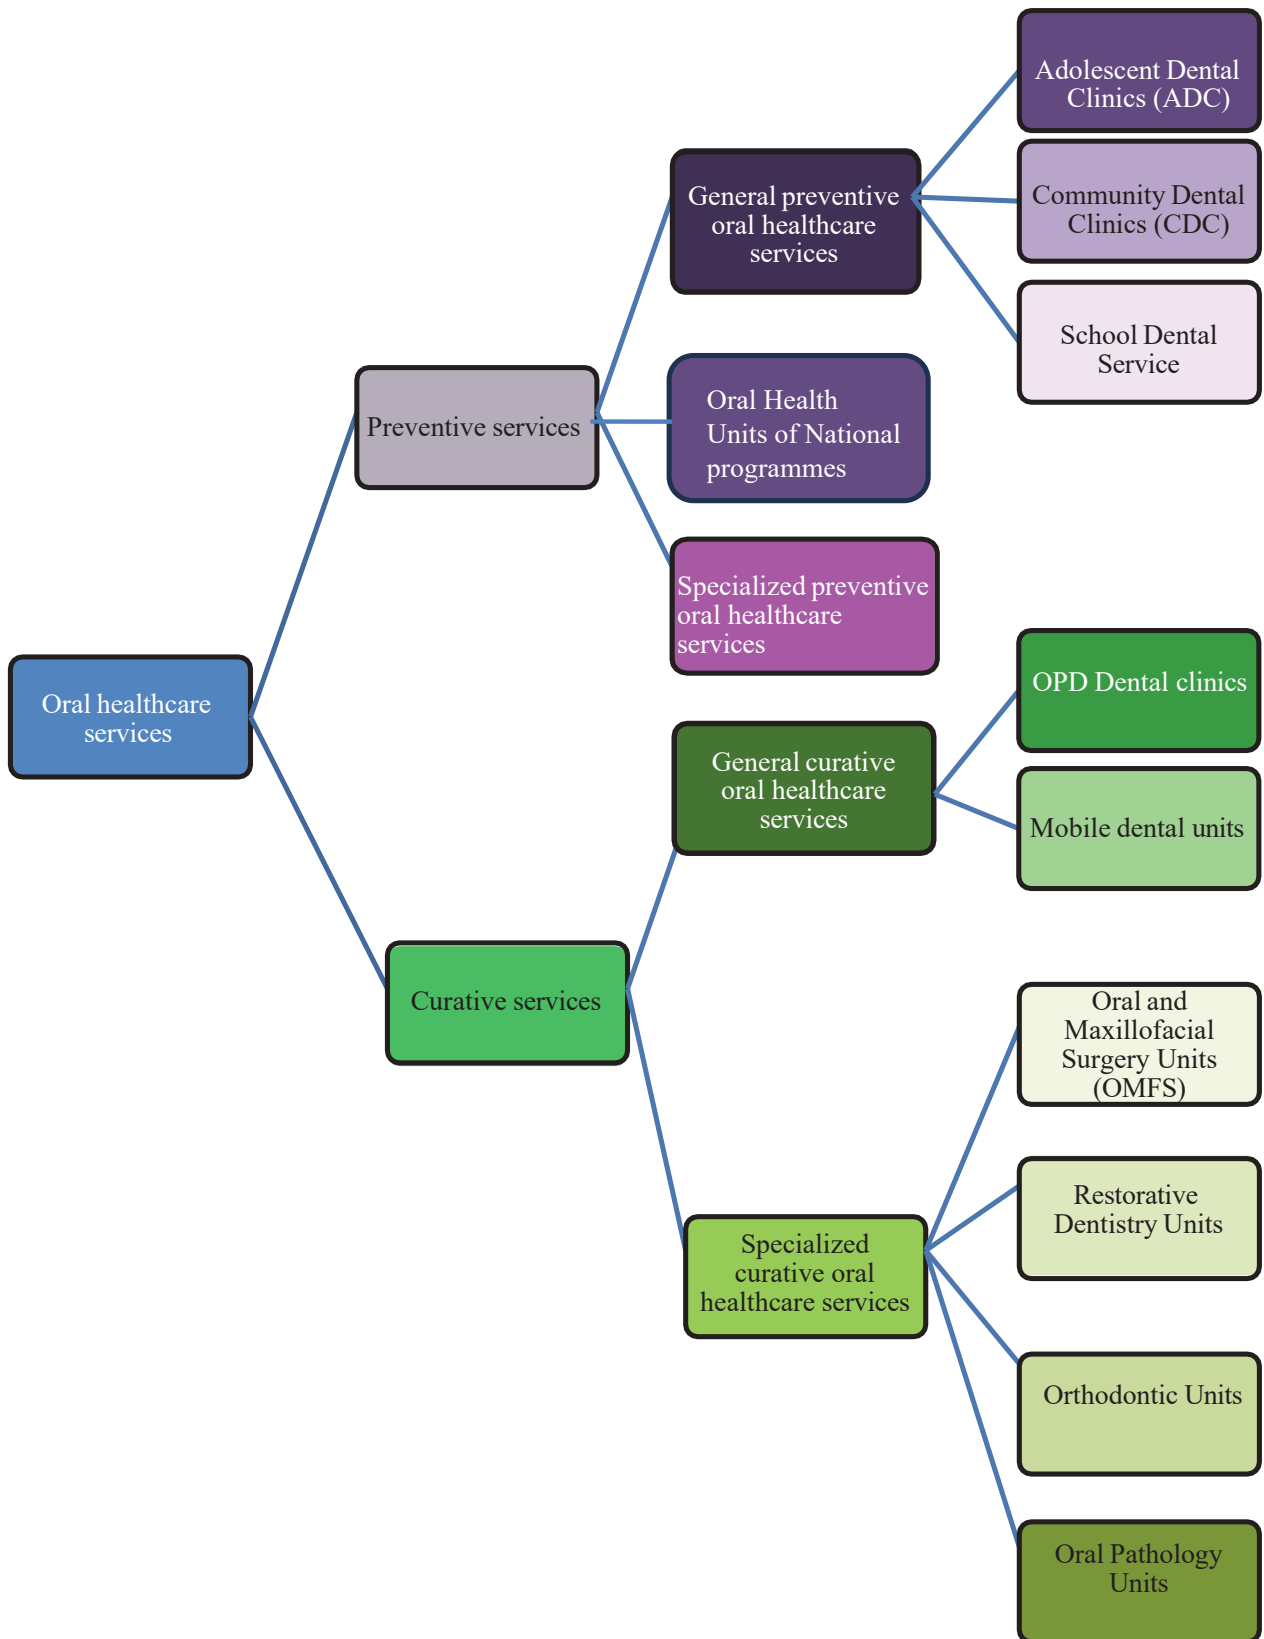 Adolescent Dental
Clinics (ADC)
General preventive
oral healthcare
services
Community Dental
Clinics (CDC)
School Dental
Service
Preventive services
Oral Health
Units of National
programmes
Specialized preventive
oral healthcare
services
Oral healthcare
services
OPD Dental clinics
General curative
oral healthcare
services
Mobile dental units
Curative services
Oral and
Maxillofacial
Surgery Units
(OMFS)
Restorative
Dentistry Units
Specialized
curative oral
healthcare services
Orthodontic Units
Oral Pathology
Units